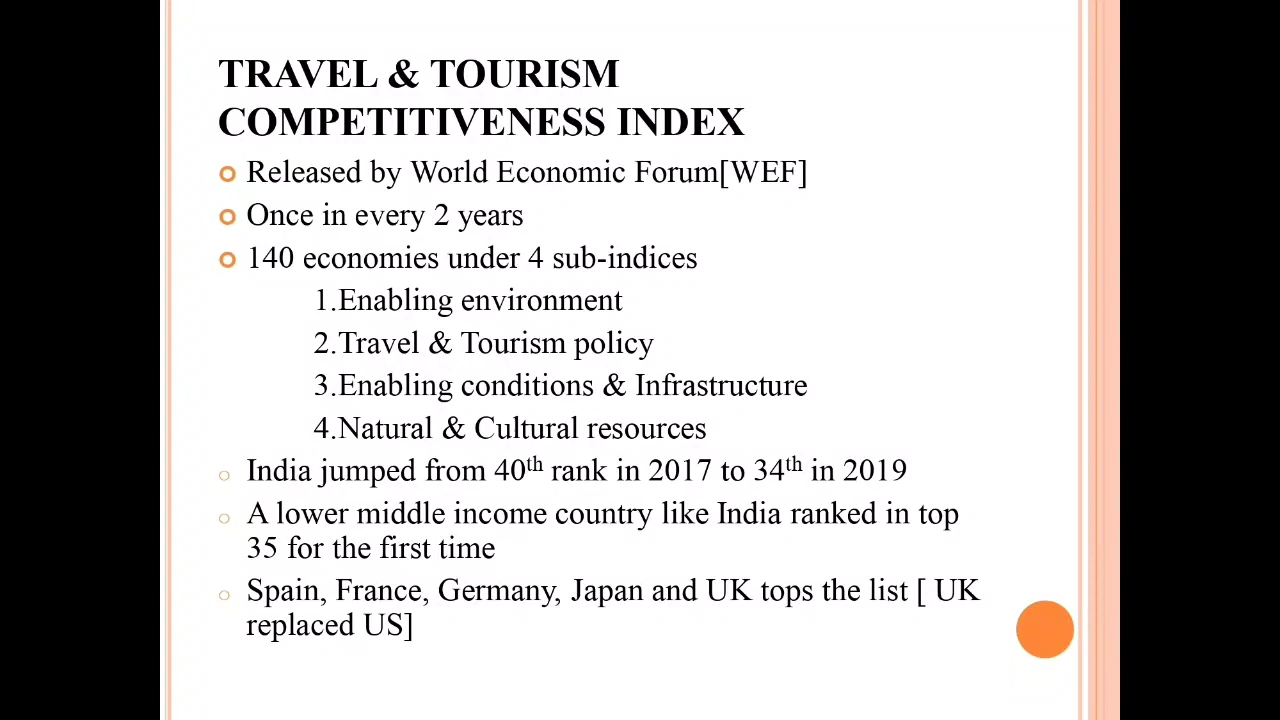 TRAVEL & TOURISM
COMPETITIVENESS INDEX
Released by World Economic Forum[WEF]
Once in every 2 years
140 economies under 4 sub-indices
1.Enabling environment
2.Travel & Tourism policy
3.Enabling conditions & Infrastructure
4.Natural & Cultural resources
India jumped from 40th rank in 2017 to 34th in 2019
A lower middle income country like India ranked in top
35 for the first time
Spain, France, Germany, Japan and UK tops the list [ UK
replaced US]